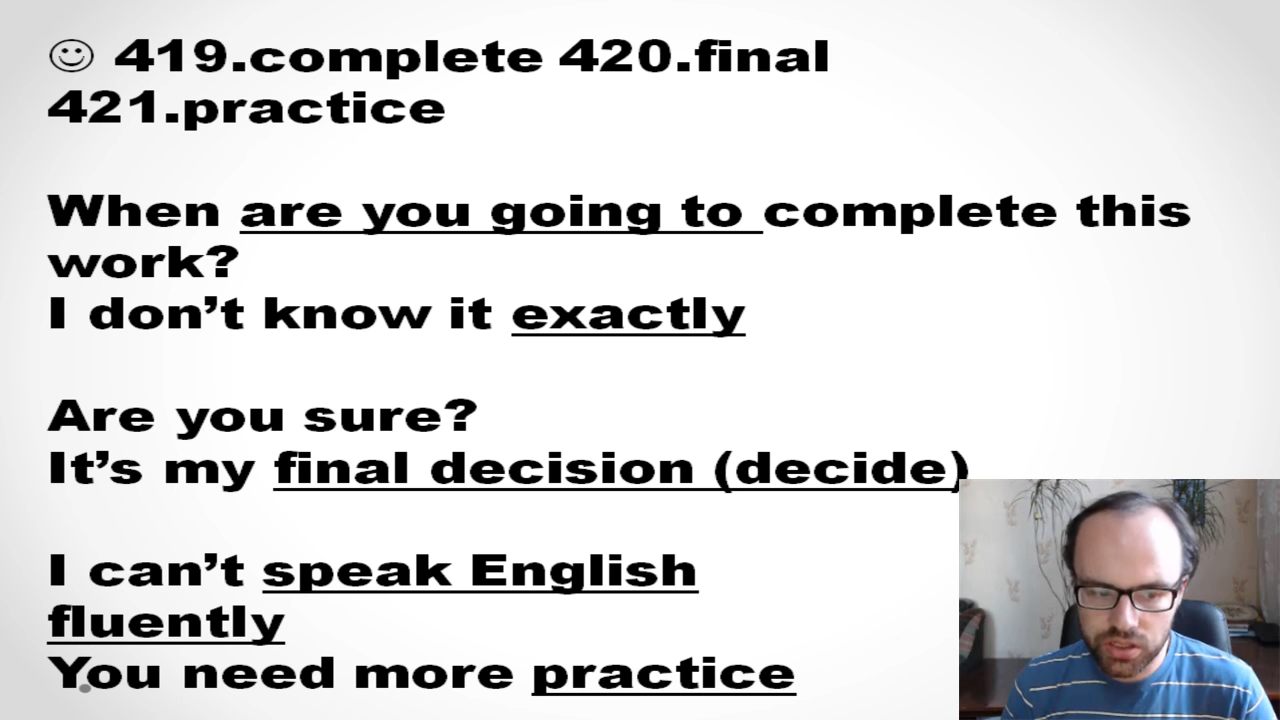 ☺ 419.complete 420.final
421.practice
When are you going to complete this
work?
I don’t know it exactly
Are you sure?
It’s my final decision (decide)
I can’t speak English
fluently
You need more practice